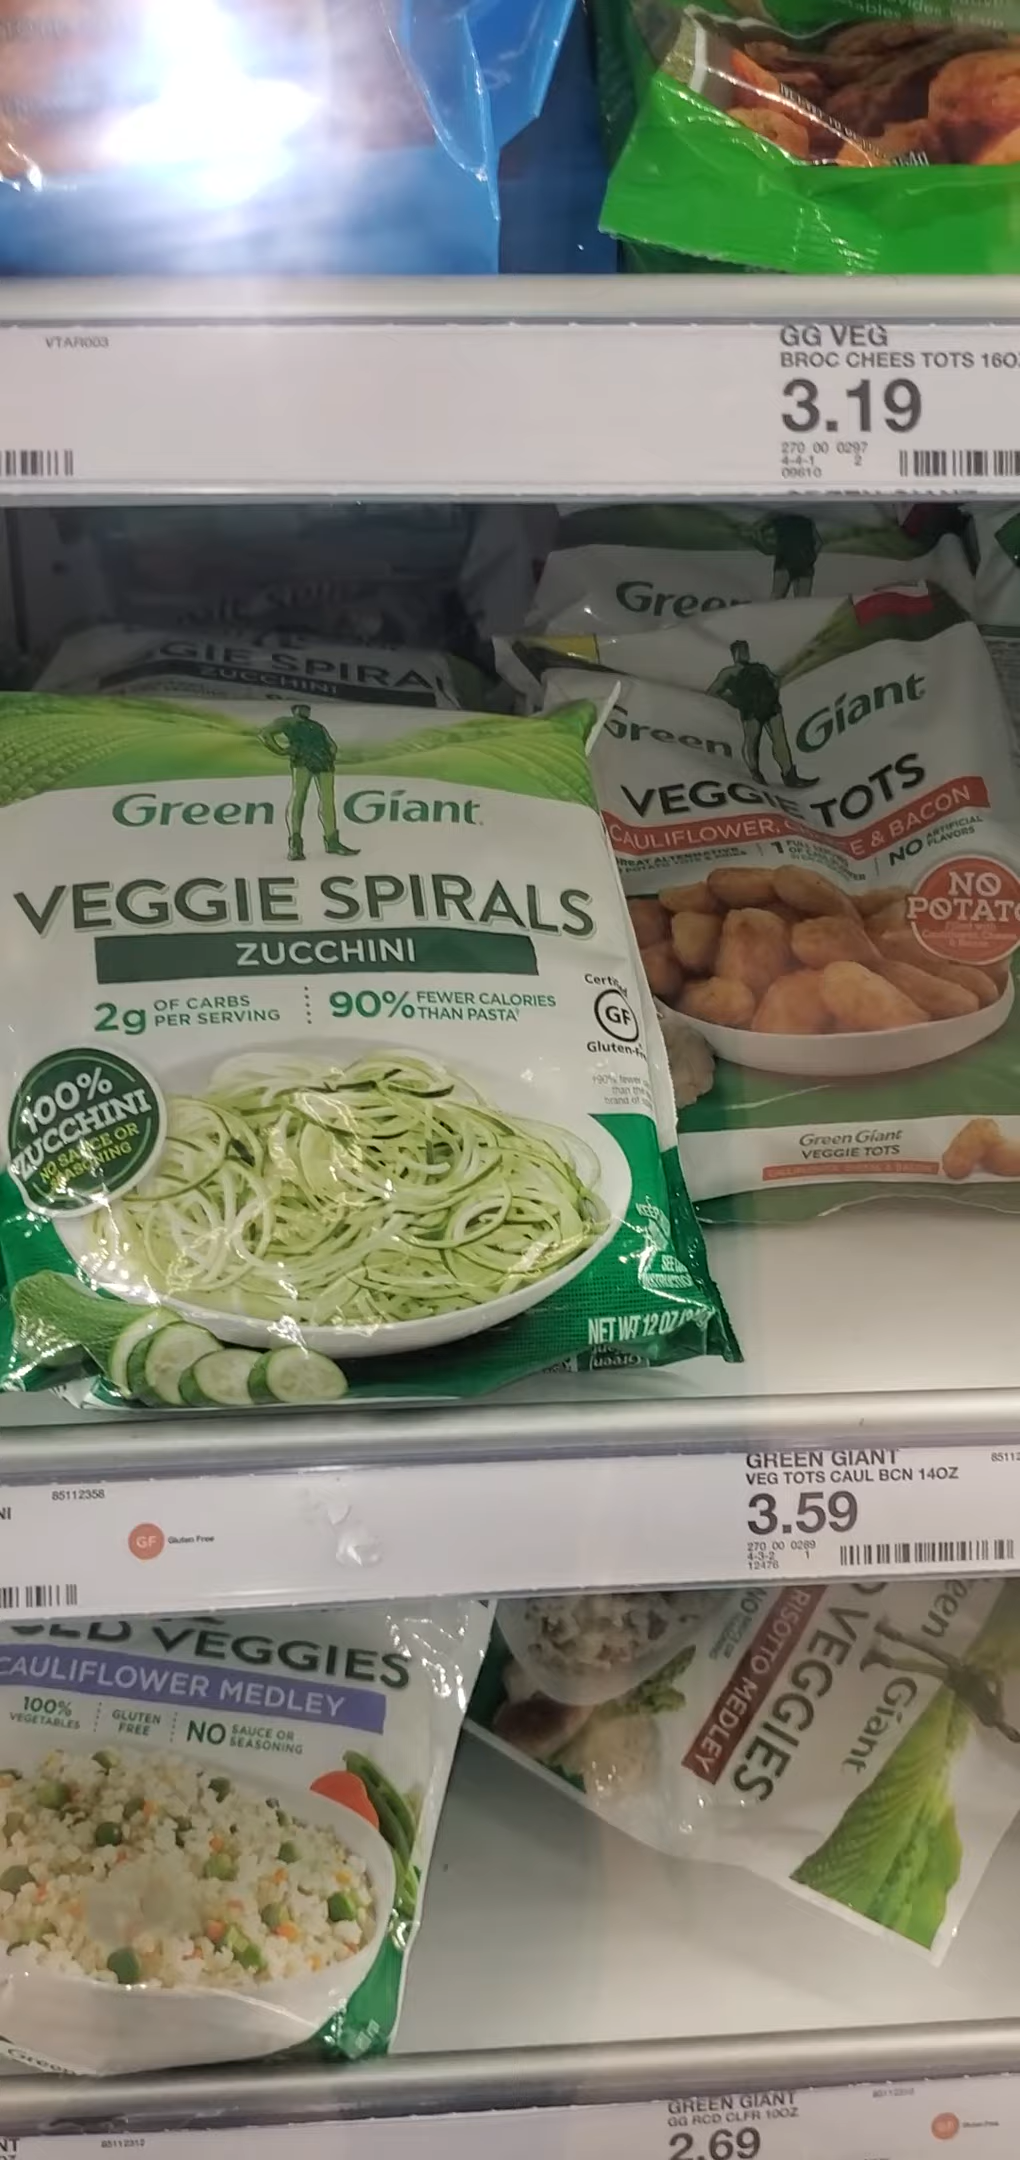 VTAR003
GG VEG
BROC CHEES TOTS 16OZ
3.19
270 00 0297
4-4-1 2
09610
GIE SPIRA
ZUCCHINI
Green
Green Giant
VEGGIE TOTS
CAULIFLOWER, E & BACON
NO ARTIFICIAL
FLAVORS
NO
POTATO
Green Giant
VEGGIE TOTS
Green Giant
VEGGIE SPIRALS
ZUCCHINI
2g OF CARBS
PER SERVING
90% FEWER CALORIES
THAN PASTA†
GF
100%
ZUCCHINI
NO SAUCE OR
SEASONING
NET WT 12 OZ
85112358
GF Gluten Free
GREEN GIANT
VEG TOTS CAUL BCN 14OZ
3.59
270 00 0289
4-3-2 1
12476
VEGGIES
CAULIFLOWER MEDLEY
100%
VEGETABLES
GLUTEN
FREE
NO SAUCE OR
SEASONING
Giant
VEGGIES
RISOTTO MEDLEY
GREEN GIANT
GG RCD CLFR 10OZ
2.69